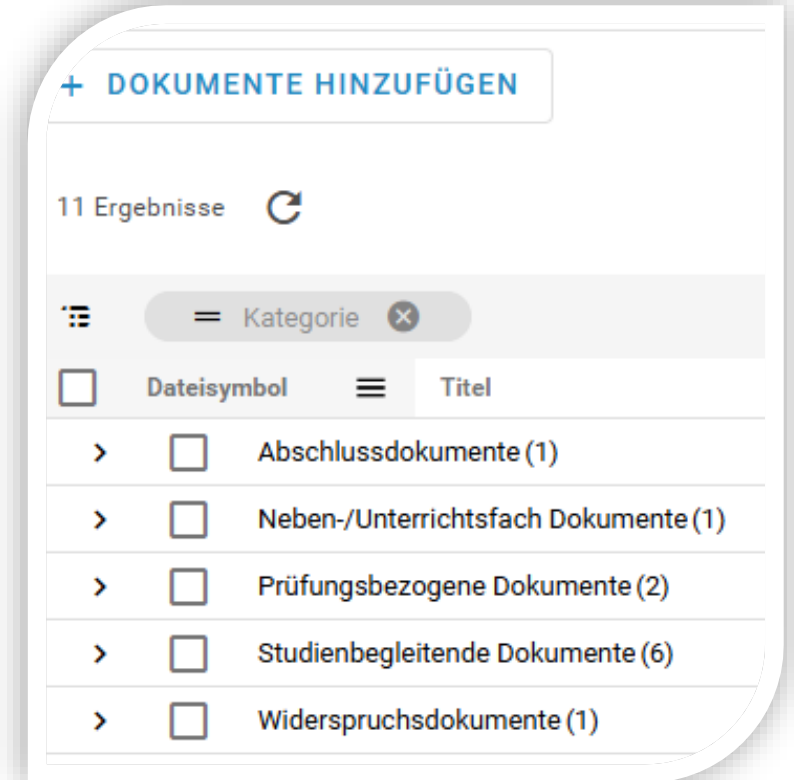 + DOKUMENTE HINZUFÜGEN
11 Ergebnisse
Kategorie
Dateisymbol Titel
Abschlussdokumente (1)
Neben-/Unterrichtsfach Dokumente (1)
Prüfungsbezogene Dokumente (2)
Studienbegleitende Dokumente (6)
Widerspruchsdokumente (1)